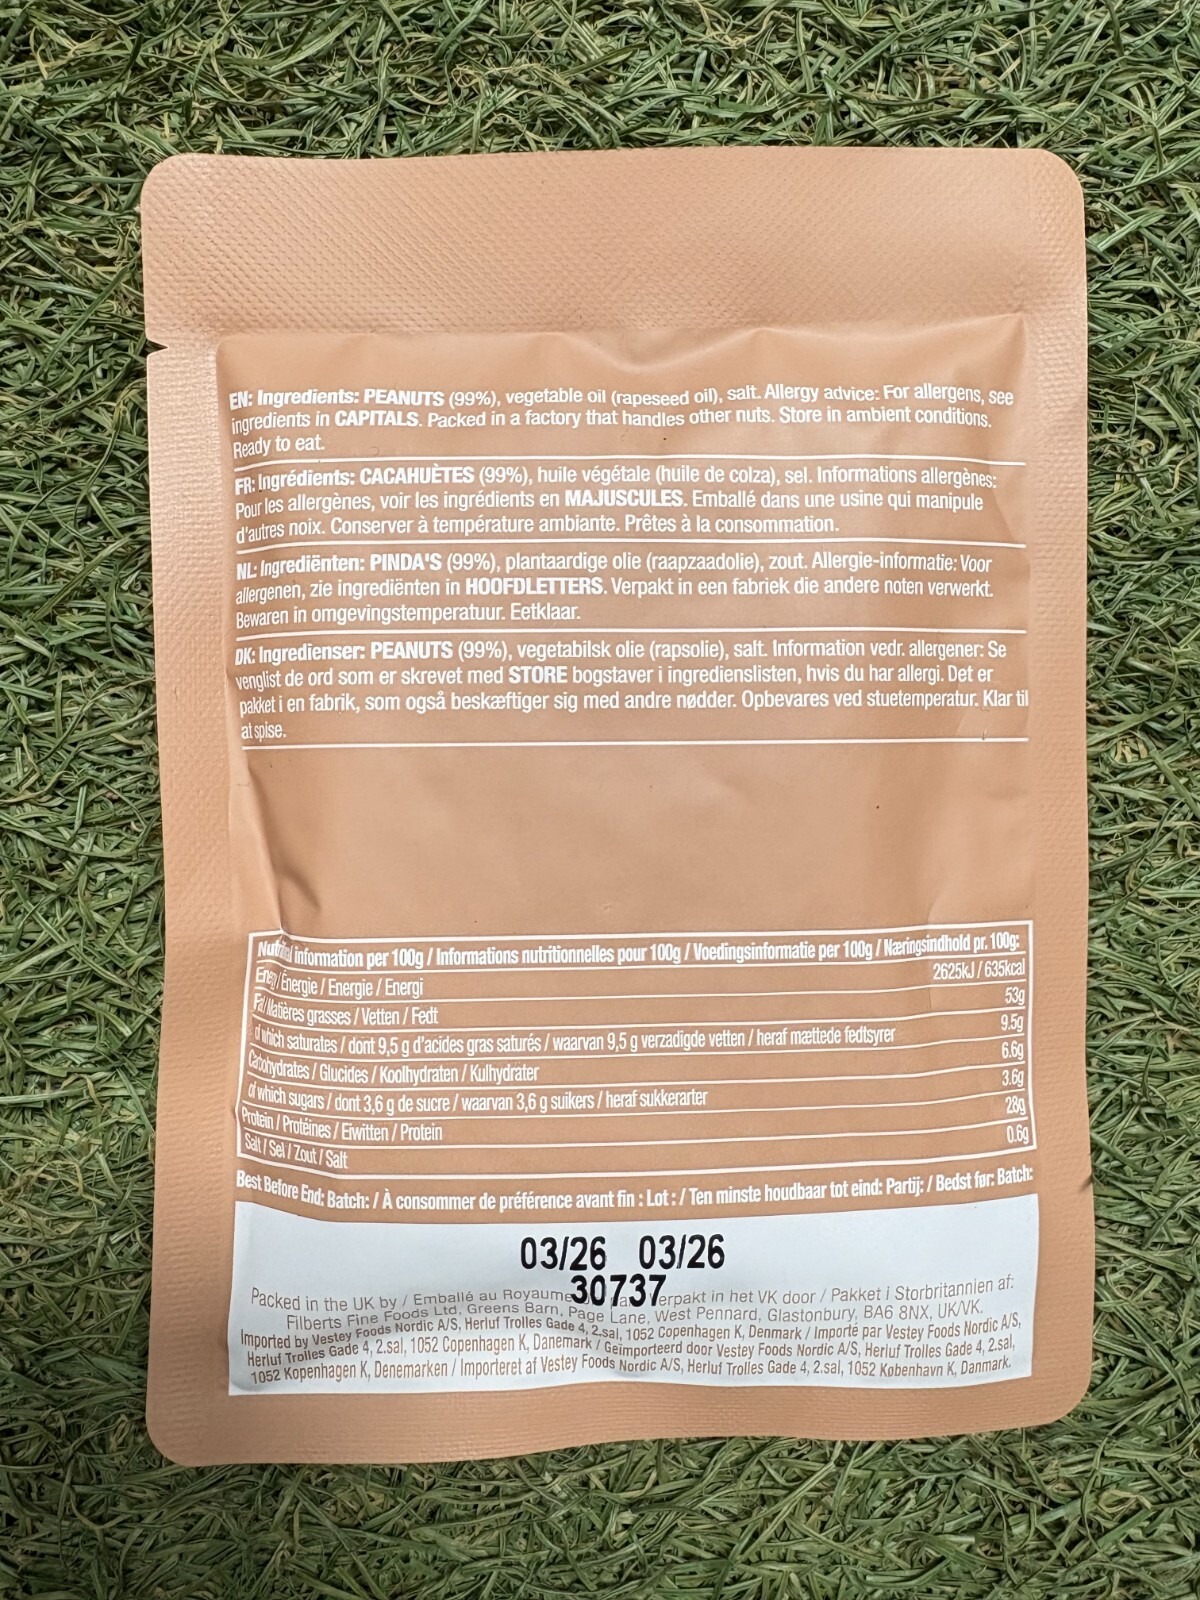 EN: Ingredients: PEANUTS (99%), vegetable oil (rapeseed oil), salt. Allergy advice: For allergens, see
ingredients in CAPITALS. Packed in a factory that handles other nuts. Store in ambient conditions.
Ready to eat.
FR: Ingrédients: CACAHUÈTES (99%), huile végétale (huile de colza), sel. Informations allergènes:
Pour les allergènes, voir les ingrédients en MAJUSCULES. Emballé dans une usine qui manipule
d'autres noix. Conserver à température ambiante. Prêtes à la consommation.
NL: Ingrediënten: PINDA'S (99%), plantaardige olie (raapzaadolie), zout. Allergie-informatie: Voor
allergenen, zie ingrediënten in HOOFDLETTERS. Verpakt in een fabriek die andere noten verwerkt.
Bewaren in omgevingstemperatuur. Eetklaar.
DK: Ingredienser: PEANUTS (99%), vegetabilsk olie (rapsolie), salt. Information vedr. allergener: Se
venglist de ord som er skrevet med STORE bogstaver i ingredienslisten, hvis du har allergi. Det er
pakket i en fabrik, som også beskæftiger sig med andre nødder. Opbevares ved stuetemperatur. Klar til
at spise.
Nutritional information per 100g / Informations nutritionnelles pour 100g / Voedingsinformatie per 100g / Næringsindhold pr. 100g:
Energy / Énergie / Energie / Energi 2625kJ / 635kcal
Fat / Matières grasses / Vetten / Fedt 53g
of which saturates / dont 9,5 g d'acides gras saturés / waarvan 9,5 g verzadigde vetten / heraf mættede fedtsyrer 9.5g
Carbohydrates / Glucides / Koolhydraten / Kulhydrater 6.6g
of which sugars / dont 3,6 g de sucre / waarvan 3,6 g suikers / heraf sukkerarter 3.6g
Protein / Protéines / Eiwitten / Protein 28g
Salt / Sel / Zout / Salt 0.6g
Best Before End: Batch: / À consommer de préférence avant fin : Lot : / Ten minste houdbaar tot eind: Partij: / Bedst før: Batch:
03/26 03/26
30737
Packed in the UK by / Emballé au Royaume verpakt in het VK door / Pakket i Storbritannien af:
Filberts Fine Foods Ltd, Greens Barn, Page Lane, West Pennard, Glastonbury, BA6 8NX, UK/VK.
Imported by Vestey Foods Nordic A/S, Herluf Trolles Gade 4, 2.sal, 1052 Copenhagen K, Denmark / Importé par Vestey Foods Nordic A/S,
Herluf Trolles Gade 4, 2.sal, 1052 Copenhagen K, Danemark / Geïmporteerd door Vestey Foods Nordic A/S, Herluf Trolles Gade 4, 2.sal,
1052 Kopenhagen K, Denemarken / Importeret af Vestey Foods Nordic A/S, Herluf Trolles Gade 4, 2.sal, 1052 København K, Danmark.